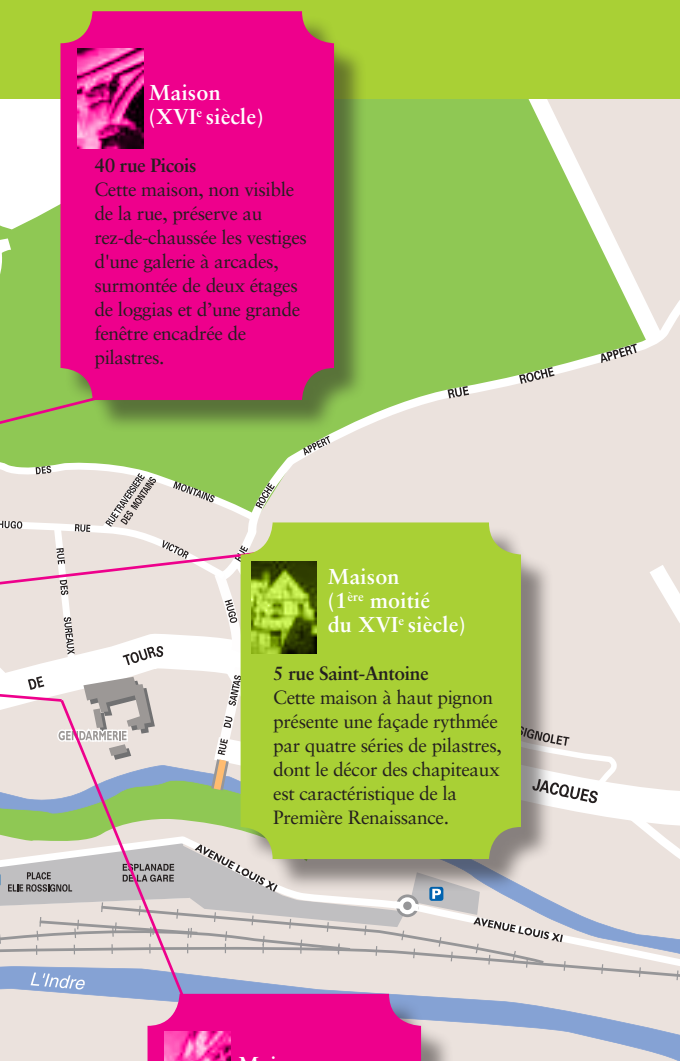 Maison
(XVIe siècle)
40 rue Picois
Cette maison, non visible
de la rue, préserve au
rez-de-chaussée les vestiges
d'une galerie à arcades,
surmontée de deux étages
de loggias et d’une grande
fenêtre encadrée de
pilastres.
RUE ROCHE APPERT
RUE ROCHE APPERT
DES MONTAINS
RUE TRAVERSIERE
DES MONTAINS
HUGO
RUE VICTOR HUGO
RUE DES SUREAUX
DE TOURS
GENDARMERIE
RUE DU SANTAS
Maison
(1ère moitié
du XVIe siècle)
5 rue Saint-Antoine
Cette maison à haut pignon
présente une façade rythmée
par quatre séries de pilastres,
dont le décor des chapiteaux
est caractéristique de la
Première Renaissance.
SIGNOLET
JACQUES
PLACE
ELIE ROSSIGNOL
ESPLANADE
DE LA GARE
AVENUE LOUIS XI
P
AVENUE LOUIS XI
L'Indre